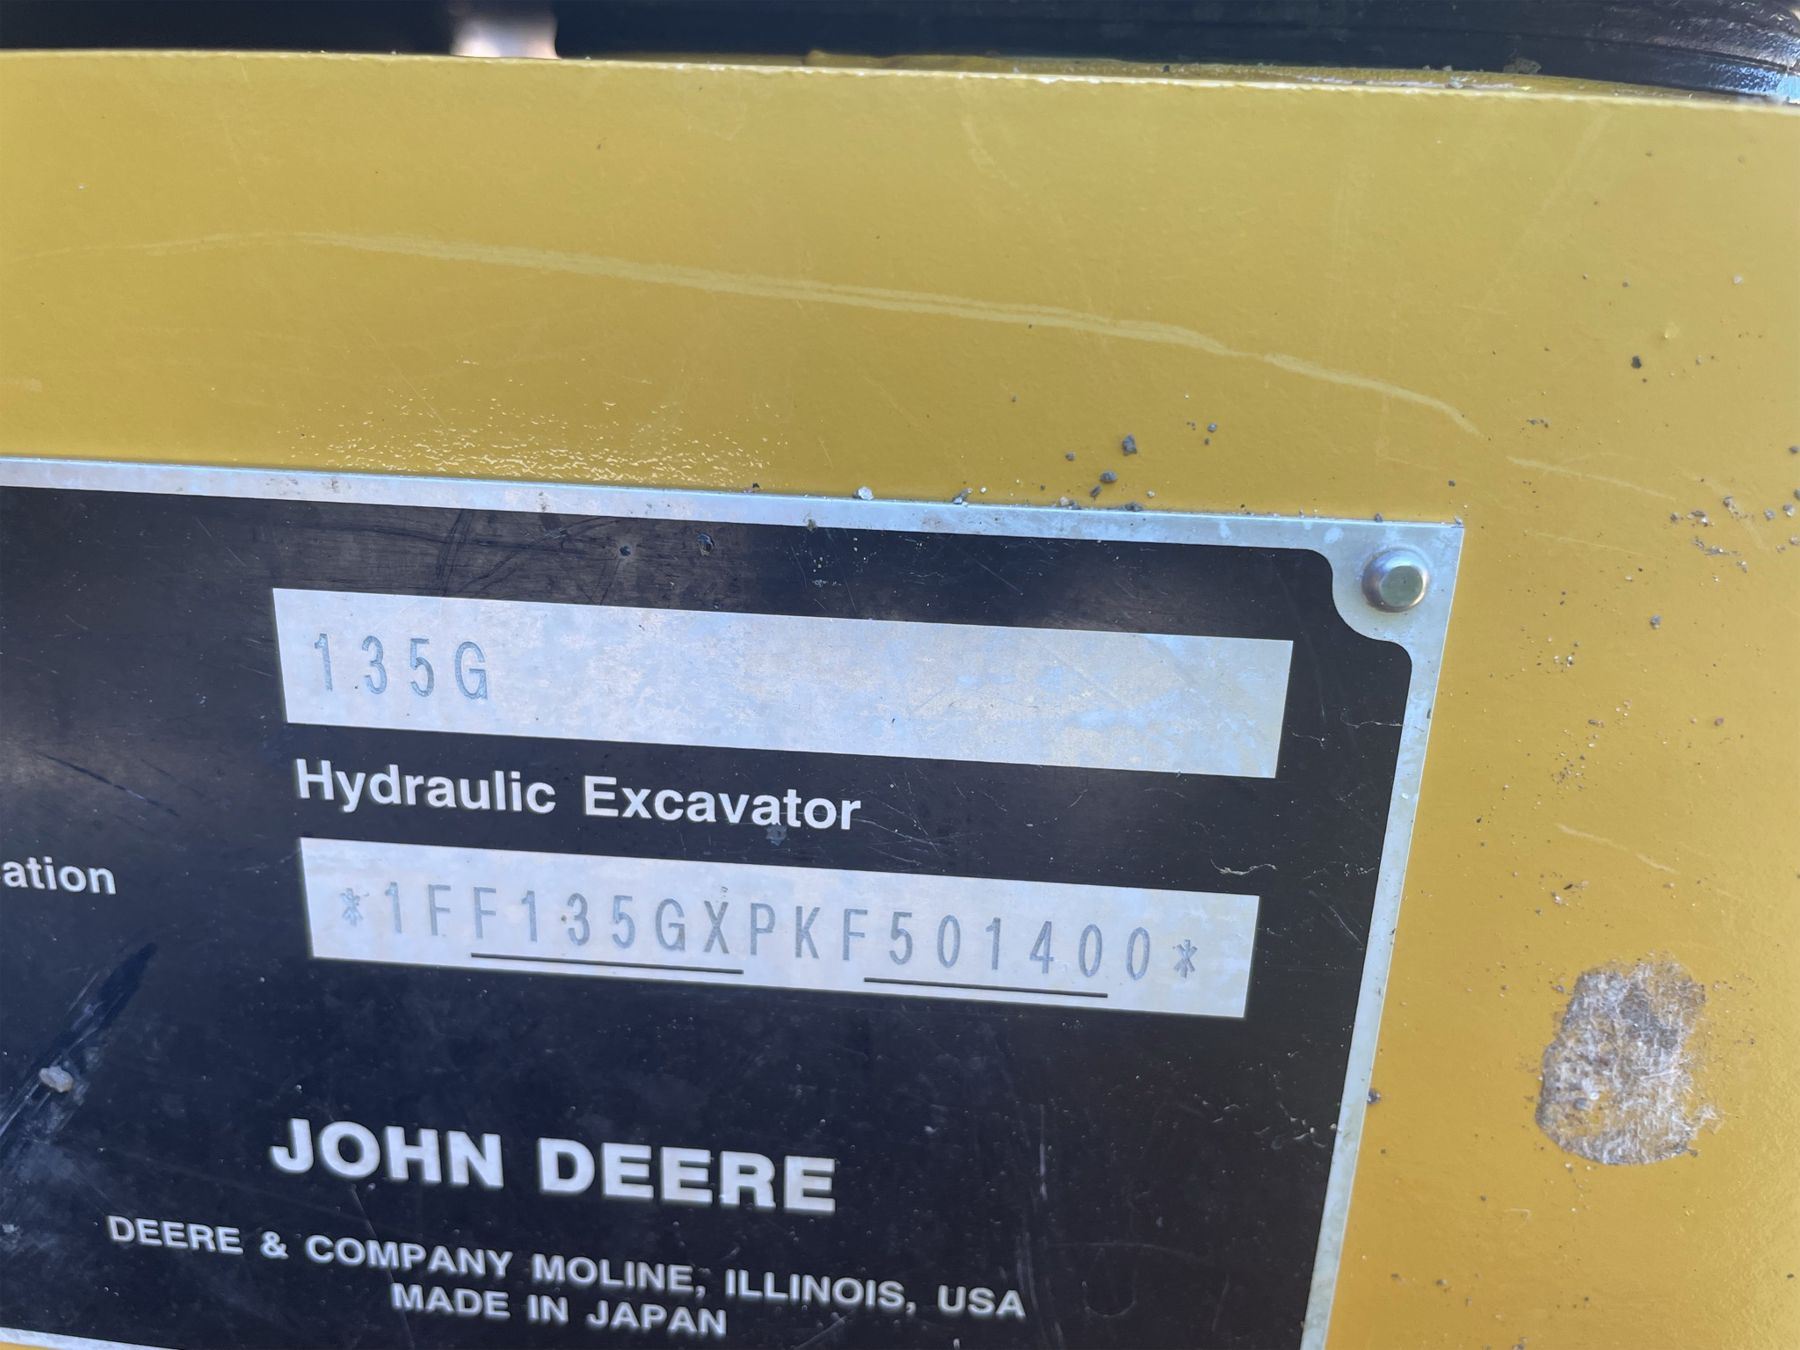 135G
Hydraulic Excavator
ation
*1FF135GXPKF501400*
JOHN DEERE
DEERE & COMPANY MOLINE, ILLINOIS, USA
MADE IN JAPAN